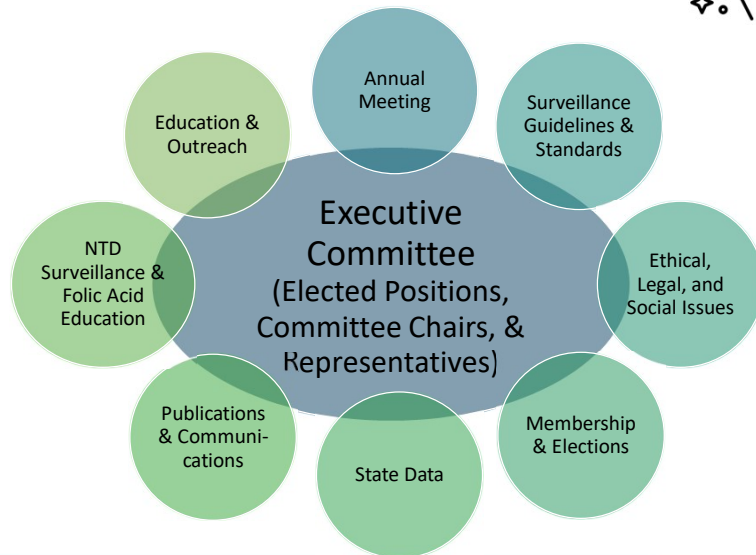 Annual
Meeting
Surveillance
Guidelines &
Standards
Ethical,
Legal, and
Social Issues
Membership
& Elections
State Data
Publications
& Communi-
cations
NTD
Surveillance &
Folic Acid
Education
Education &
Outreach
Executive
Committee
(Elected Positions,
Committee Chairs, &
Representatives)